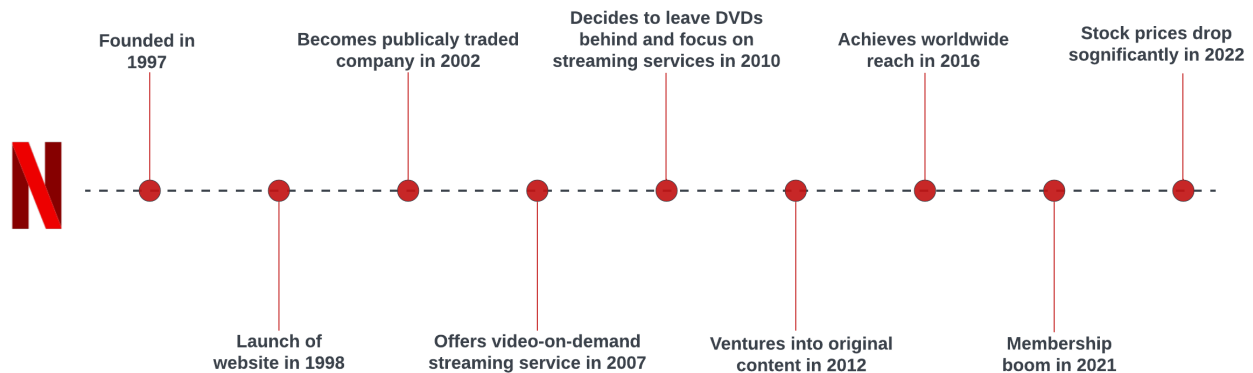 Founded in
1997
Launch of
website in 1998
Becomes publicaly traded
company in 2002
Offers video-on-demand
streaming service in 2007
Decides to leave DVDs
behind and focus on
streaming services in 2010
Ventures into original
content in 2012
Achieves worldwide
reach in 2016
Membership
boom in 2021
Stock prices drop
sognificantly in 2022
N